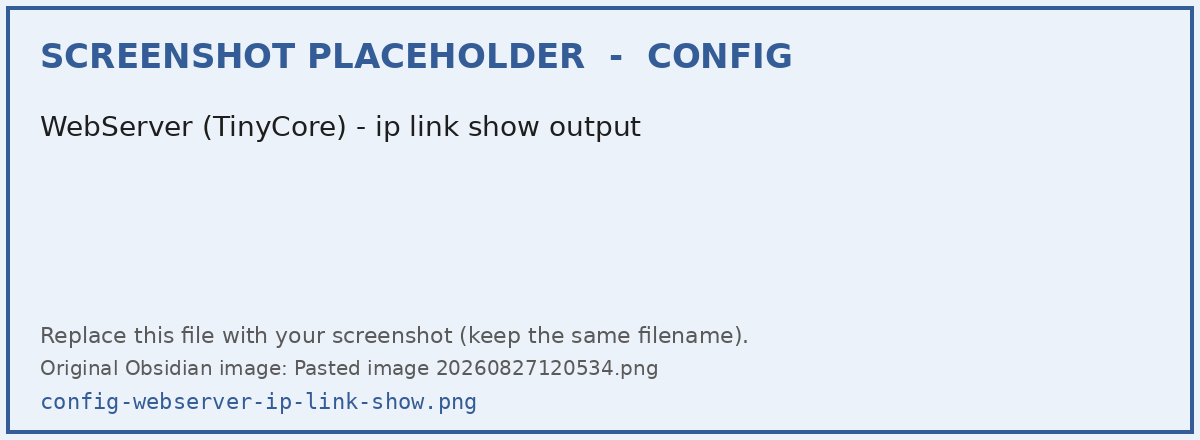 SCREENSHOT PLACEHOLDER - CONFIG
WebServer (TinyCore) - ip link show output
Replace this file with your screenshot (keep the same filename).
Original Obsidian image: Pasted image 20260827120534.png
config-webserver-ip-link-show.png